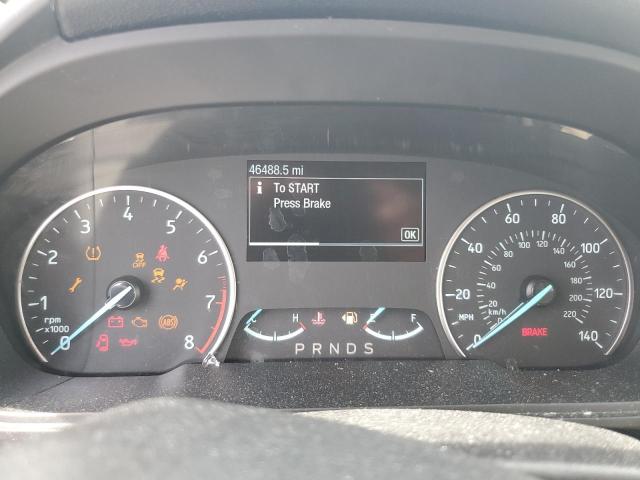 46488.5 mi
i To START
Press Brake
OK
0 1 2 3 4 5 6 7 8
rpm
x1000
OFF
ABS
H
E F
P R N D S
0 20 40 60 80 100 120 140
MPH
20 40 60 80 100 120 140 160 180 200 220
km/h
BRAKE